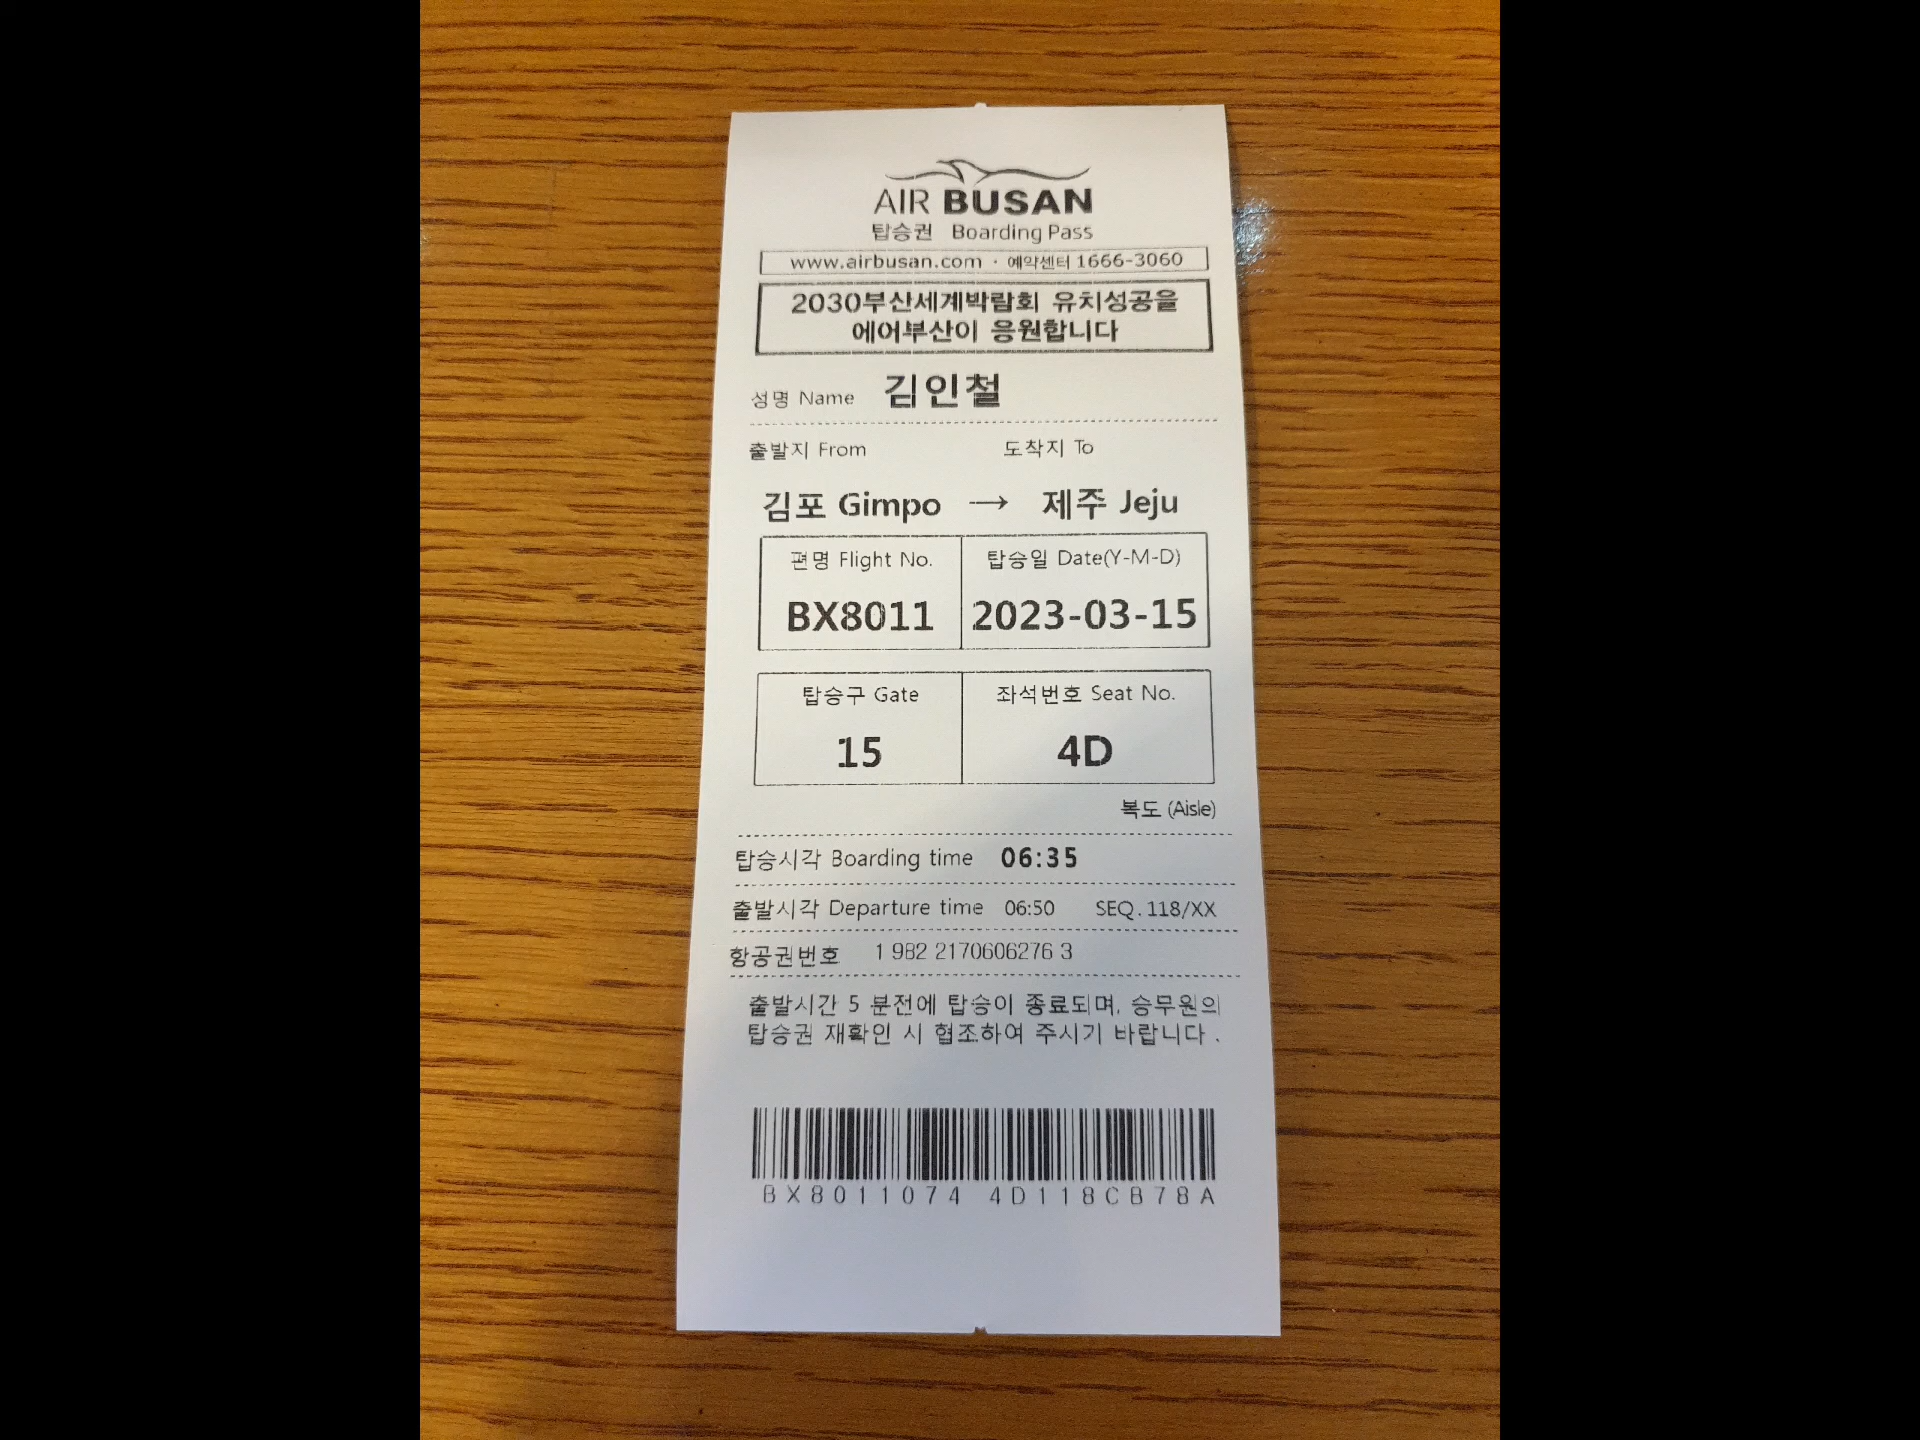 AIR BUSAN
탑승권 Boarding Pass
www.airbusan.com · 예약센터 1666-3060
2030부산세계박람회 유치성공을
에어부산이 응원합니다
성명 Name 김인철
출발지 From 도착지 To
김포 Gimpo → 제주 Jeju
편명 Flight No. 탑승일 Date(Y-M-D)
BX8011 2023-03-15
탑승구 Gate 좌석번호 Seat No.
15 4D
복도 (Aisle)
탑승시각 Boarding time 06:35
출발시각 Departure time 06:50 SEQ.118/XX
항공권번호 1 982 2170606276 3
출발시간 5 분전에 탑승이 종료되며, 승무원의
탑승권 재확인 시 협조하여 주시기 바랍니다 .
BX8011074 4D118CB78A